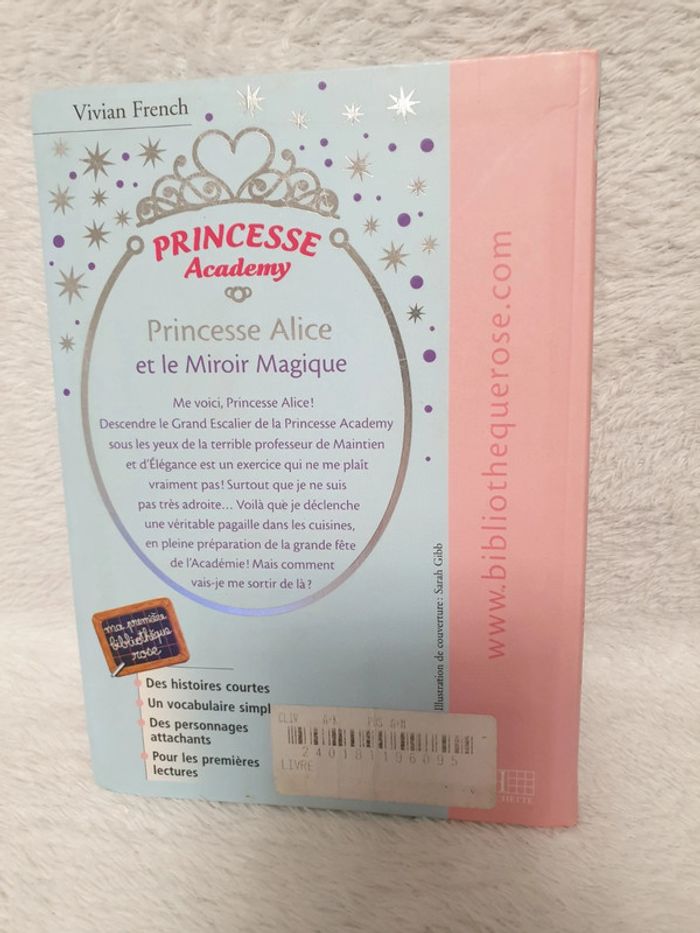 Vivian French
PRINCESSE
Academy
Princesse Alice
et le Miroir Magique
Me voici, Princesse Alice !
Descendre le Grand Escalier de la Princesse Academy
sous les yeux de la terrible professeur de Maintien
et d'Élégance est un exercice qui ne me plaît
vraiment pas ! Surtout que je ne suis
pas très adroite... Voilà que je déclenche
une véritable pagaille dans les cuisines,
en pleine préparation de la grande fête
de l'Académie ! Mais comment
vais-je me sortir de là ?
ma première
bibliothèque
rose
Des histoires courtes
Un vocabulaire simpl
Des personnages
attachants
Pour les premières
lectures
Illustration de couverture : Sarah Gibb
www.bibliothequerose.com
CLIV
240181196095
LIVRE